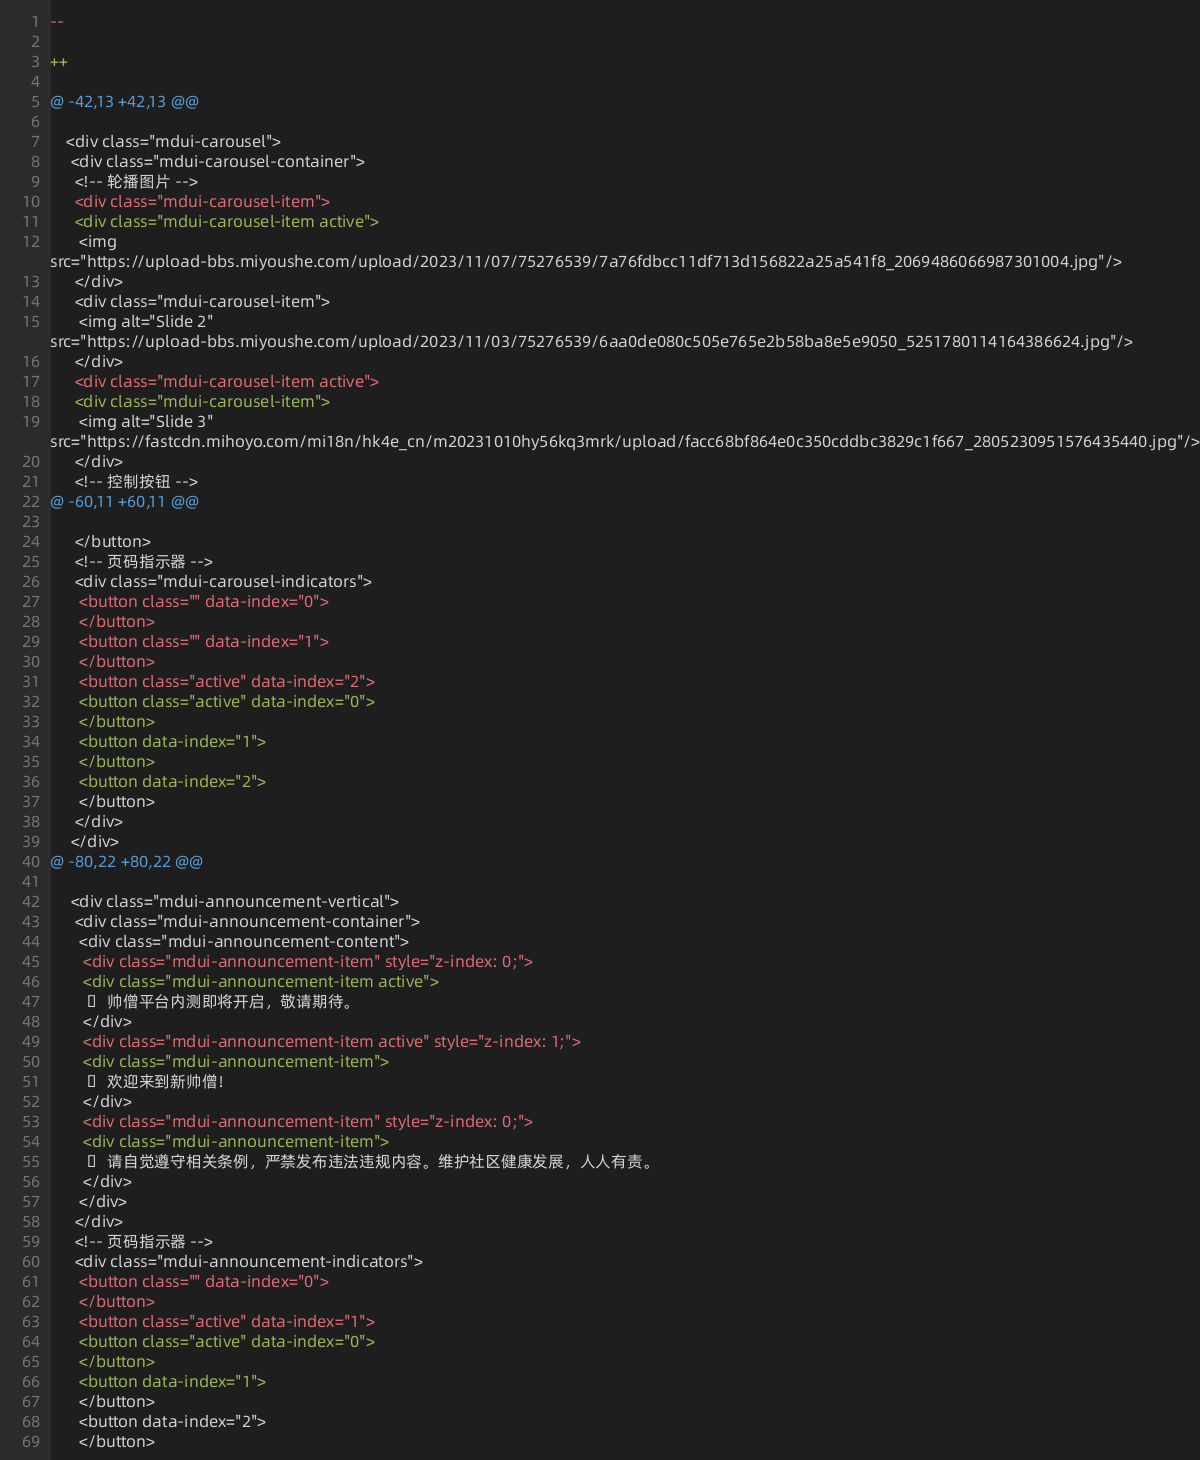 1 --
2
3 ++
4
5 @ -42,13 +42,13 @@
6
7 <div class="mdui-carousel">
8 <div class="mdui-carousel-container">
9 <!-- 轮播图片 -->
10 <div class="mdui-carousel-item">
11 <div class="mdui-carousel-item active">
12 <img
src="https://upload-bbs.miyoushe.com/upload/2023/11/07/75276539/7a76fdbcc11df713d156822a25a541f8_2069486066987301004.jpg"/>
13 </div>
14 <div class="mdui-carousel-item">
15 <img alt="Slide 2"
src="https://upload-bbs.miyoushe.com/upload/2023/11/03/75276539/6aa0de080c505e765e2b58ba8e5e9050_5251780114164386624.jpg"/>
16 </div>
17 <div class="mdui-carousel-item active">
18 <div class="mdui-carousel-item">
19 <img alt="Slide 3"
src="https://fastcdn.mihoyo.com/mi18n/hk4e_cn/m20231010hy56kq3mrk/upload/facc68bf864e0c350cddbc3829c1f667_2805230951576435440.jpg"/>
20 </div>
21 <!-- 控制按钮 -->
22 @ -60,11 +60,11 @@
23
24 </button>
25 <!-- 页码指示器 -->
26 <div class="mdui-carousel-indicators">
27 <button class="" data-index="0">
28 </button>
29 <button class="" data-index="1">
30 </button>
31 <button class="active" data-index="2">
32 <button class="active" data-index="0">
33 </button>
34 <button data-index="1">
35 </button>
36 <button data-index="2">
37 </button>
38 </div>
39 </div>
40 @ -80,22 +80,22 @@
41
42 <div class="mdui-announcement-vertical">
43 <div class="mdui-announcement-container">
44 <div class="mdui-announcement-content">
45 <div class="mdui-announcement-item" style="z-index: 0;">
46 <div class="mdui-announcement-item active">
47 帅僧平台内测即将开启，敬请期待。
48 </div>
49 <div class="mdui-announcement-item active" style="z-index: 1;">
50 <div class="mdui-announcement-item">
51 欢迎来到新帅僧！
52 </div>
53 <div class="mdui-announcement-item" style="z-index: 0;">
54 <div class="mdui-announcement-item">
55 请自觉遵守相关条例，严禁发布违法违规内容。维护社区健康发展，人人有责。
56 </div>
57 </div>
58 </div>
59 <!-- 页码指示器 -->
60 <div class="mdui-announcement-indicators">
61 <button class="" data-index="0">
62 </button>
63 <button class="active" data-index="1">
64 <button class="active" data-index="0">
65 </button>
66 <button data-index="1">
67 </button>
68 <button data-index="2">
69 </button>